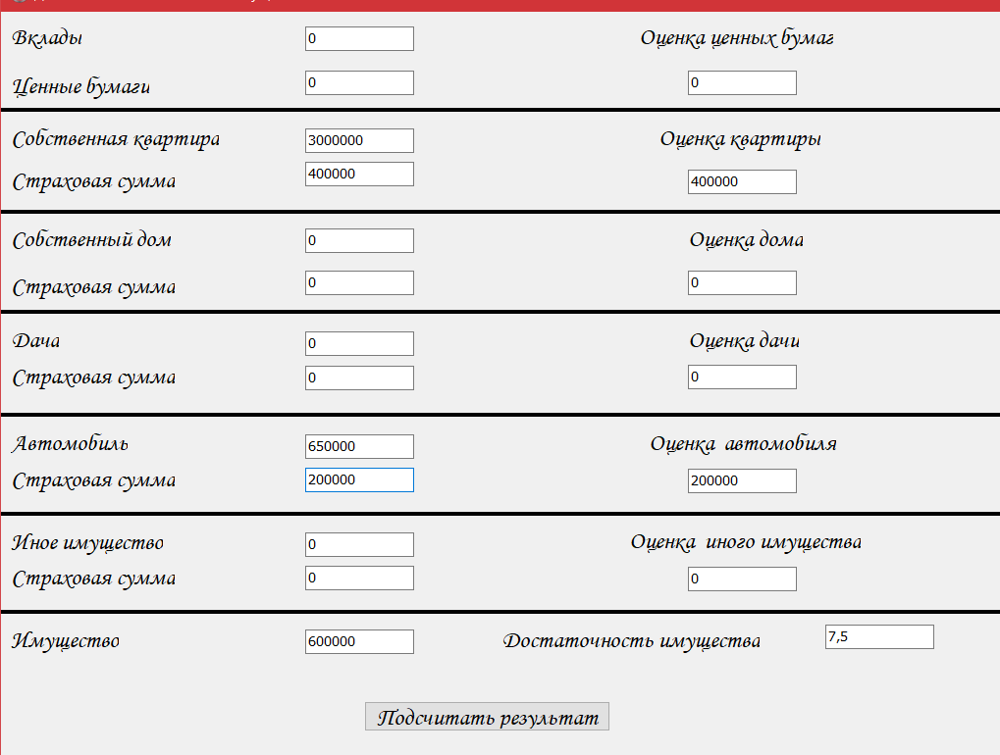 Вклады 0 Оценка ценных бумаг
Ценные бумаги 0 0
Собственная квартира 3000000 Оценка квартиры
Страховая сумма 400000 400000
Собственный дом 0 Оценка дома
Страховая сумма 0 0
Дача 0 Оценка дачи
Страховая сумма 0 0
Автомобиль 650000 Оценка автомобиля
Страховая сумма 200000 200000
Иное имущество 0 Оценка иного имущества
Страховая сумма 0 0
Имущество 600000 Достаточность имущества 7,5
Подсчитать результат